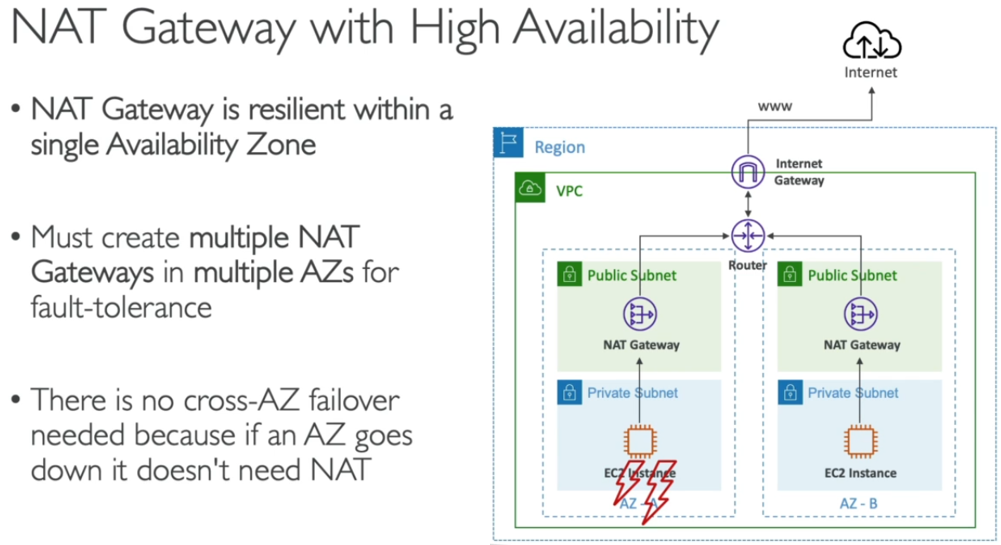 NAT Gateway with High Availability
• NAT Gateway is resilient within a
single Availability Zone
• Must create multiple NAT
Gateways in multiple AZs for
fault-tolerance
• There is no cross-AZ failover
needed because if an AZ goes
down it doesn't need NAT
Internet
www
Region
Internet
Gateway
VPC
Router
Public Subnet
NAT Gateway
Private Subnet
EC2 Instance
AZ - A
Public Subnet
NAT Gateway
Private Subnet
EC2 Instance
AZ - B